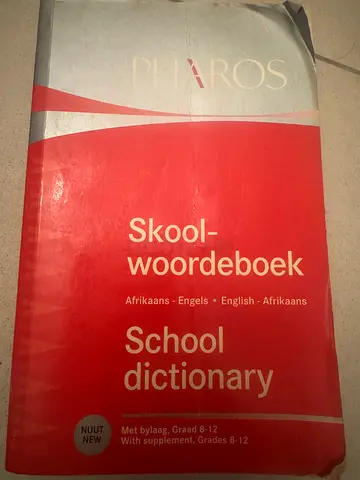 PHAROS
Skool-
woordeboek
Afrikaans - Engels • English - Afrikaans
School
dictionary
NUUT
NEW
Met bylaag, Graad 8-12
With supplement, Grades 8-12